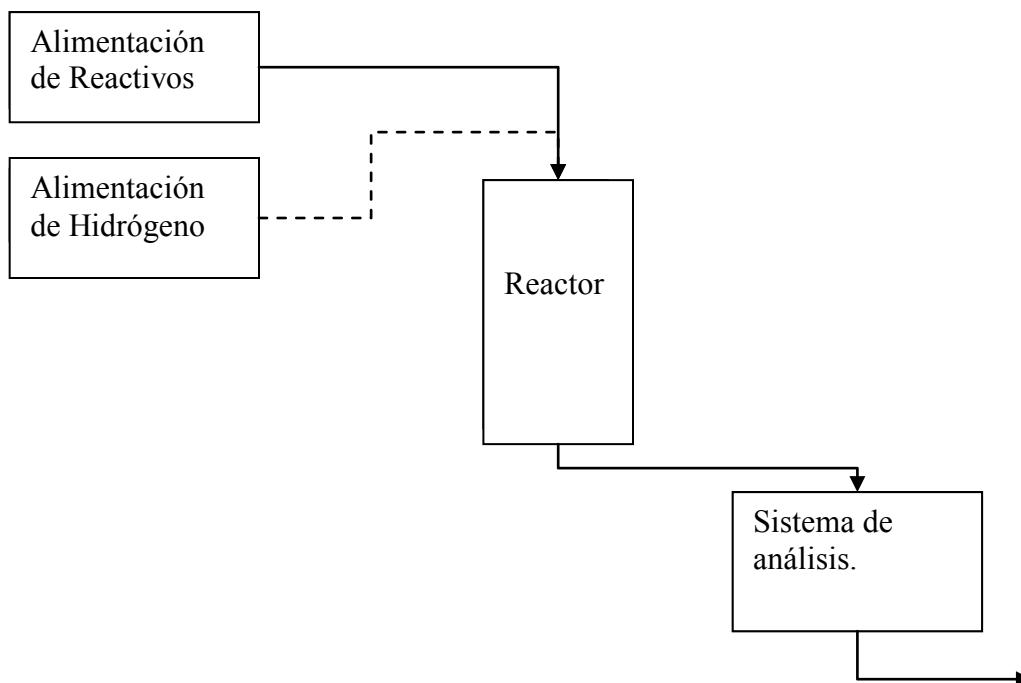 Alimentación
de Reactivos
Alimentación
de Hidrógeno
Reactor
Sistema de
análisis.